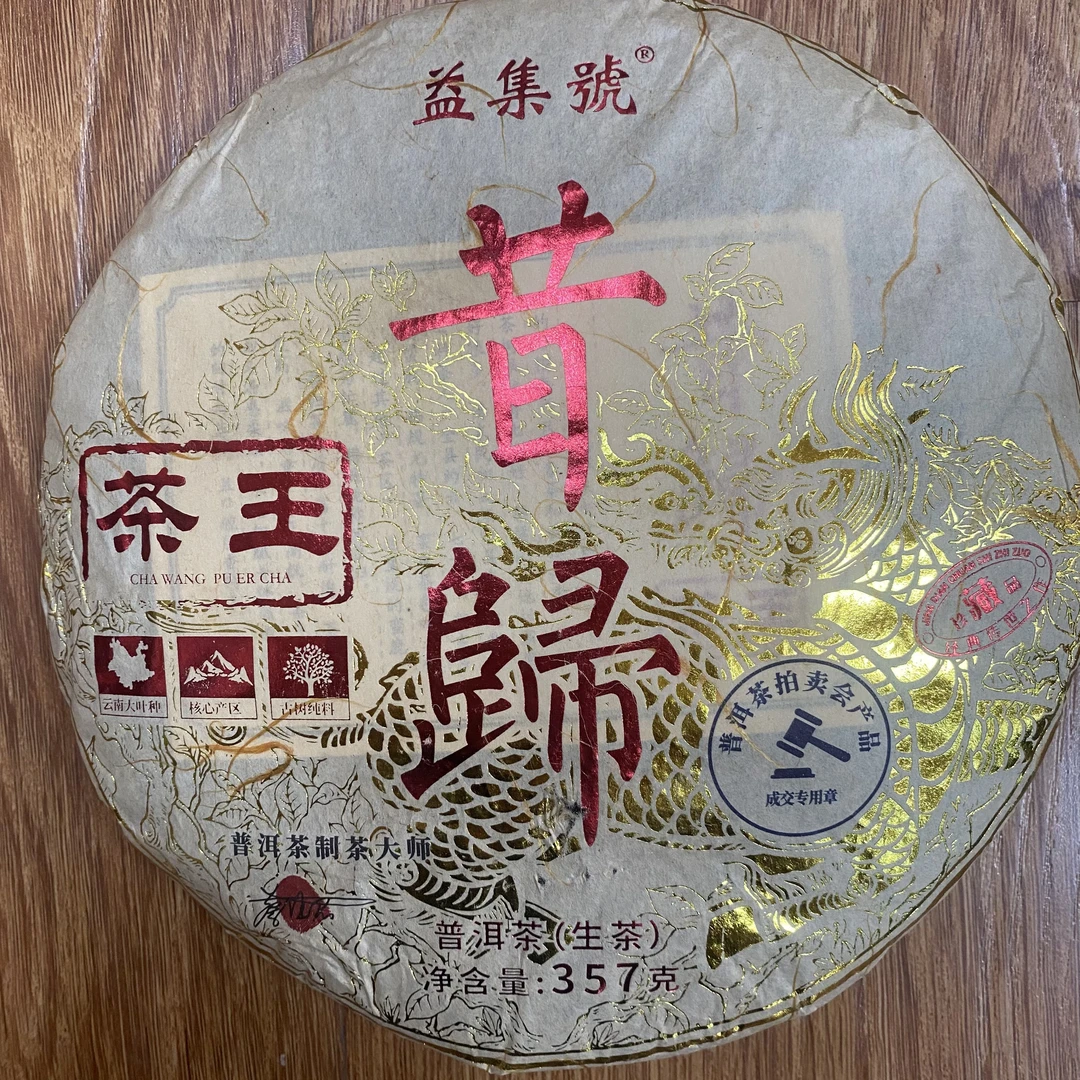 益集號®
昔
歸
茶王
CHA WANG PU ER CHA
云南大叶种
核心产区
古树纯料
普洱茶拍卖会产品
成交专用章
普洱茶制茶大师
普洱茶(生茶)
净含量:357克